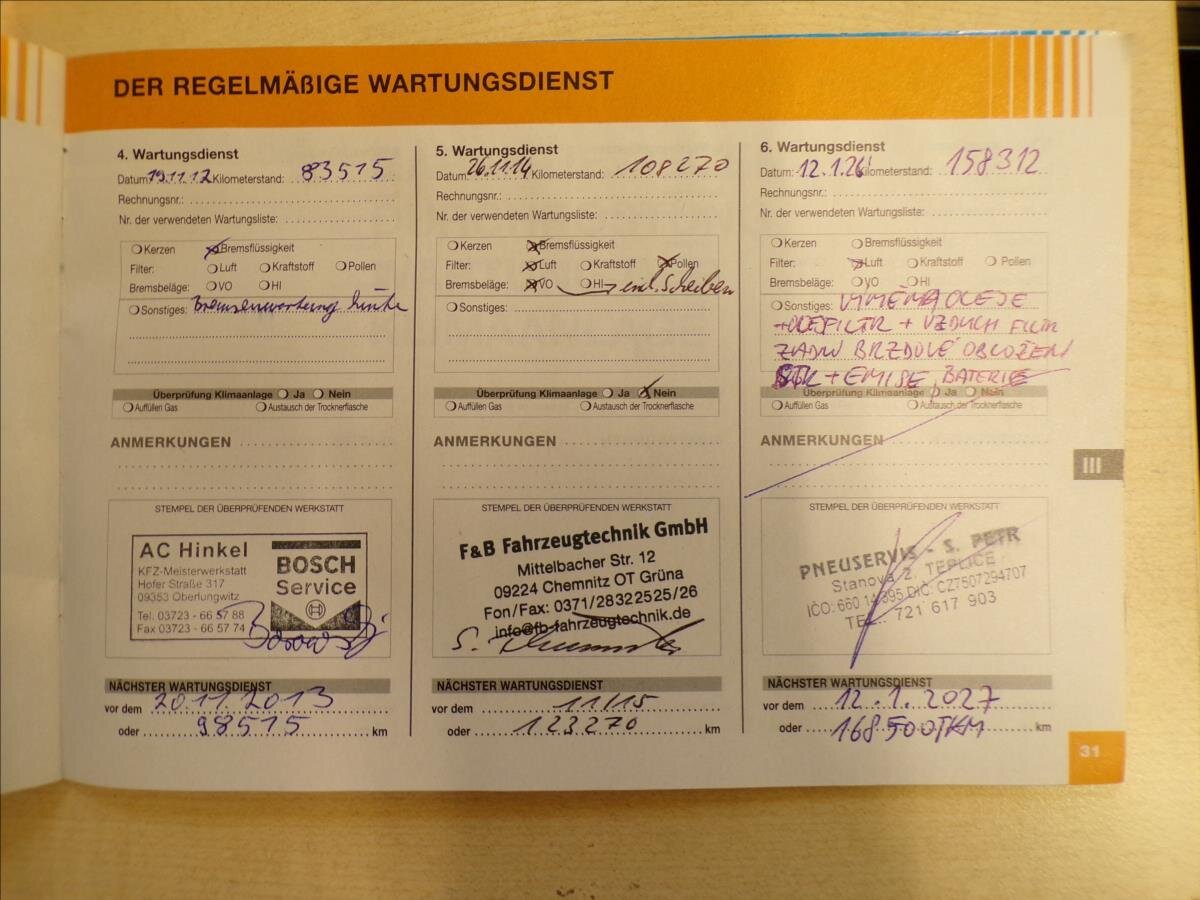 DER REGELMÄßIGE WARTUNGSDIENST
4. Wartungsdienst
Datum: 19.11.12 Kilometerstand: 83515
Rechnungsnr.:
Nr. der verwendeten Wartungsliste:
Kerzen Bremsflüssigkeit
Filter: Luft Kraftstoff Pollen
Bremsbeläge: VO HI
Sonstiges: Bremsenwartung hinten
Überprüfung Klimaanlage Ja Nein
Auffüllen Gas Austausch der Trocknerflasche
ANMERKUNGEN
STEMPEL DER ÜBERPRÜFENDEN WERKSTATT
AC Hinkel
KFZ-Meisterwerkstatt
Hofer Straße 317
09353 Oberlungwitz
Tel. 03723 - 66 57 88
Fax 03723 - 66 57 74
BOSCH
Service
NÄCHSTER WARTUNGSDIENST
vor dem 20.11.2013
oder 98515 km
5. Wartungsdienst
Datum: 26.11.14 Kilometerstand: 108270
Rechnungsnr.:
Nr. der verwendeten Wartungsliste:
Kerzen Bremsflüssigkeit
Filter: Luft Kraftstoff Pollen
Bremsbeläge: VO HI inkl. Scheiben
Sonstiges:
Überprüfung Klimaanlage Ja Nein
Auffüllen Gas Austausch der Trocknerflasche
ANMERKUNGEN
STEMPEL DER ÜBERPRÜFENDEN WERKSTATT
F&B Fahrzeugtechnik GmbH
Mittelbacher Str. 12
09224 Chemnitz OT Grüna
Fon/Fax: 0371/28322525/26
info@fb-fahrzeugtechnik.de
NÄCHSTER WARTUNGSDIENST
vor dem 11/15
oder 123270 km
6. Wartungsdienst
Datum: 12.1.26 Kilometerstand: 158312
Rechnungsnr.:
Nr. der verwendeten Wartungsliste:
Kerzen Bremsflüssigkeit
Filter: Luft Kraftstoff Pollen
Bremsbeläge: VO HI
Sonstiges: VÝMĚNA OLEJE
+ OLEJFILTR + VZDUCH FILTR
ZADNÍ BRZDOVÉ OBLOŽENÍ
STK + EMISE, BATERIE
Überprüfung Klimaanlage Ja Nein
Auffüllen Gas Austausch der Trocknerflasche
ANMERKUNGEN
STEMPEL DER ÜBERPRÜFENDEN WERKSTATT
PNEUSERVIS - S. PETR
Stanová 2, TEPLICE
IČO: 660 14 395 DIČ: CZ7507294707
TEL.: 721 617 903
NÄCHSTER WARTUNGSDIENST
vor dem 12.1.2027
oder 168500TKM km
III
31